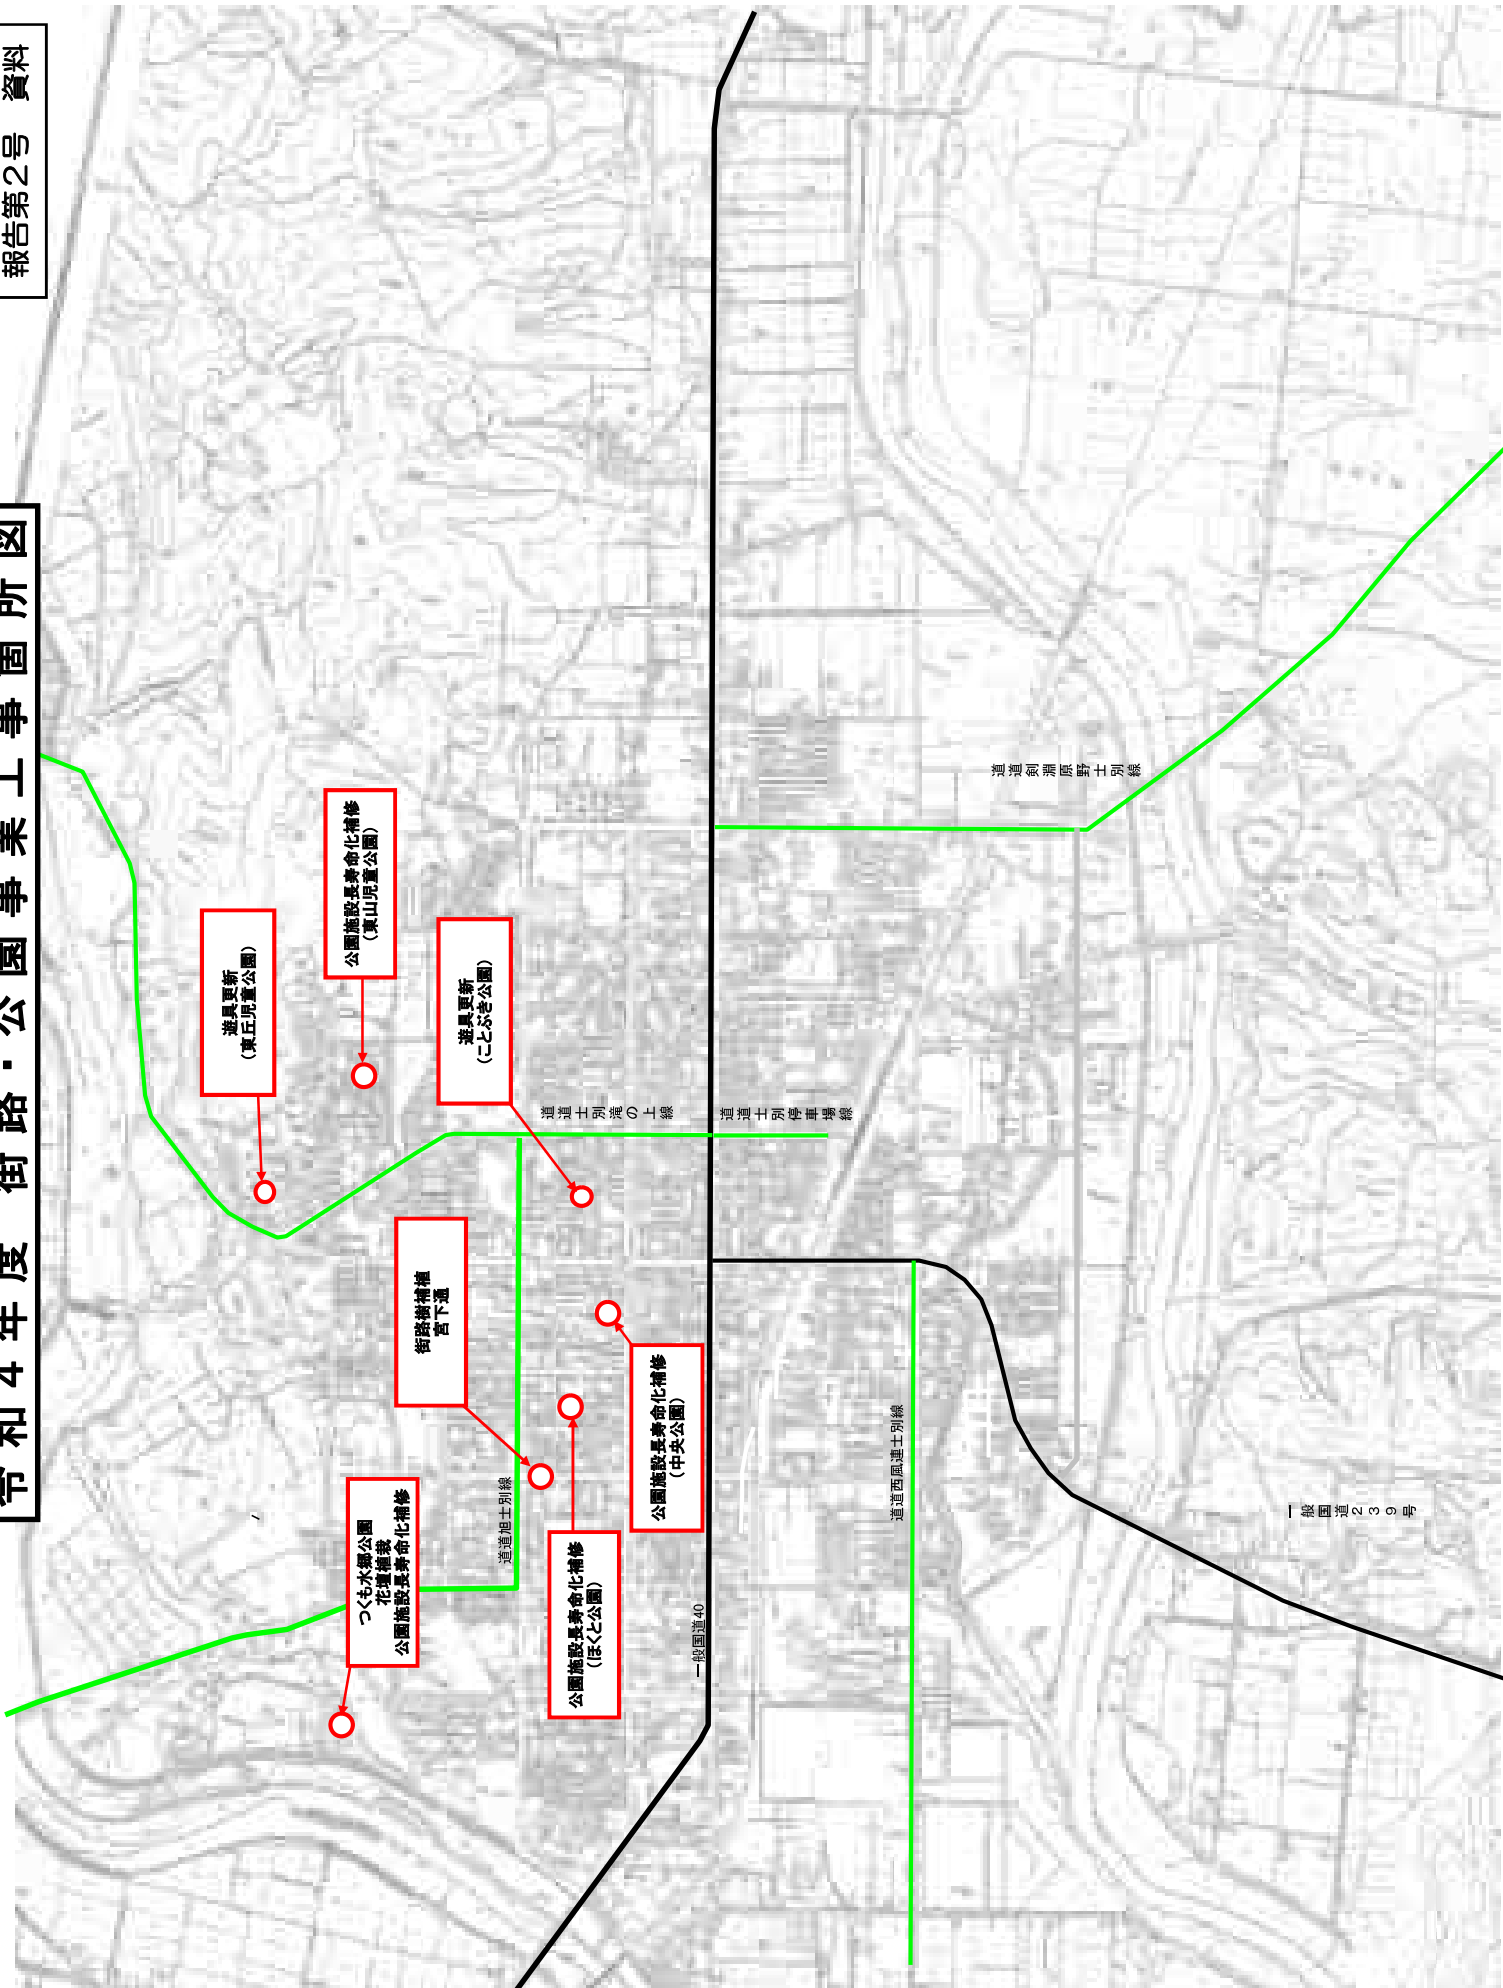 報告第２号　資料
令和４年度　街路・公園事業工事箇所図
遊具更新
（東丘児童公園）
公園施設長寿命化補修
（東山児童公園）
遊具更新
（ことぶき公園）
街路樹補植
宮下通
つくも水郷公園
花壇植栽
公園施設長寿命化補修
公園施設長寿命化補修
（ほくと公園）
公園施設長寿命化補修
（中央公園）
道道士別滝の上線
道道士別停車場線
道道剣淵原野士別線
道道旭士別線
道道西風連士別線
一般国道40
一般国道２３９号